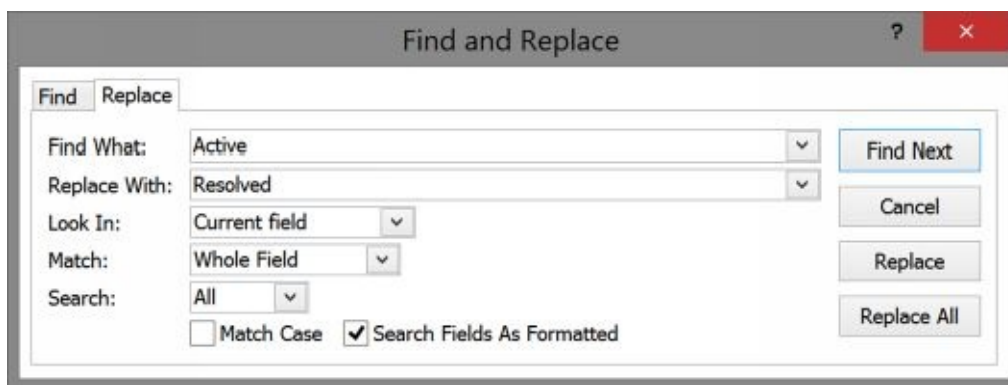 Find and Replace
?
Find Replace
Find What: Active Find Next
Replace With: Resolved Cancel
Look In: Current field
Match: Whole Field Replace
Search: All Replace All
Match Case Search Fields As Formatted